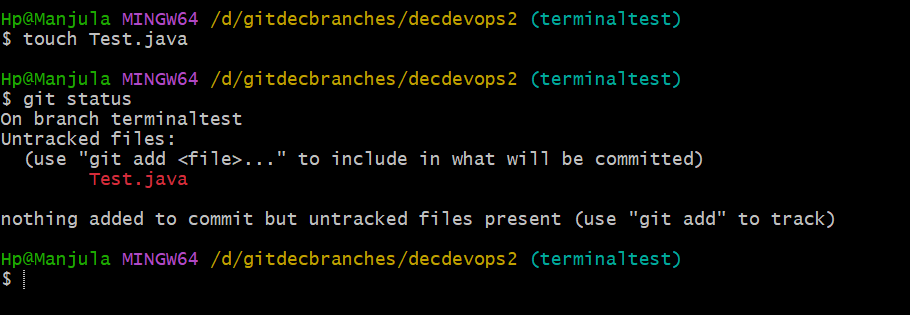 Hp@Manjula MINGW64 /d/gitdecbranches/decdevops2 (terminaltest)
$ touch Test.java
Hp@Manjula MINGW64 /d/gitdecbranches/decdevops2 (terminaltest)
$ git status
On branch terminaltest
Untracked files:
(use "git add <file>..." to include in what will be committed)
Test.java
nothing added to commit but untracked files present (use "git add" to track)
Hp@Manjula MINGW64 /d/gitdecbranches/decdevops2 (terminaltest)
$